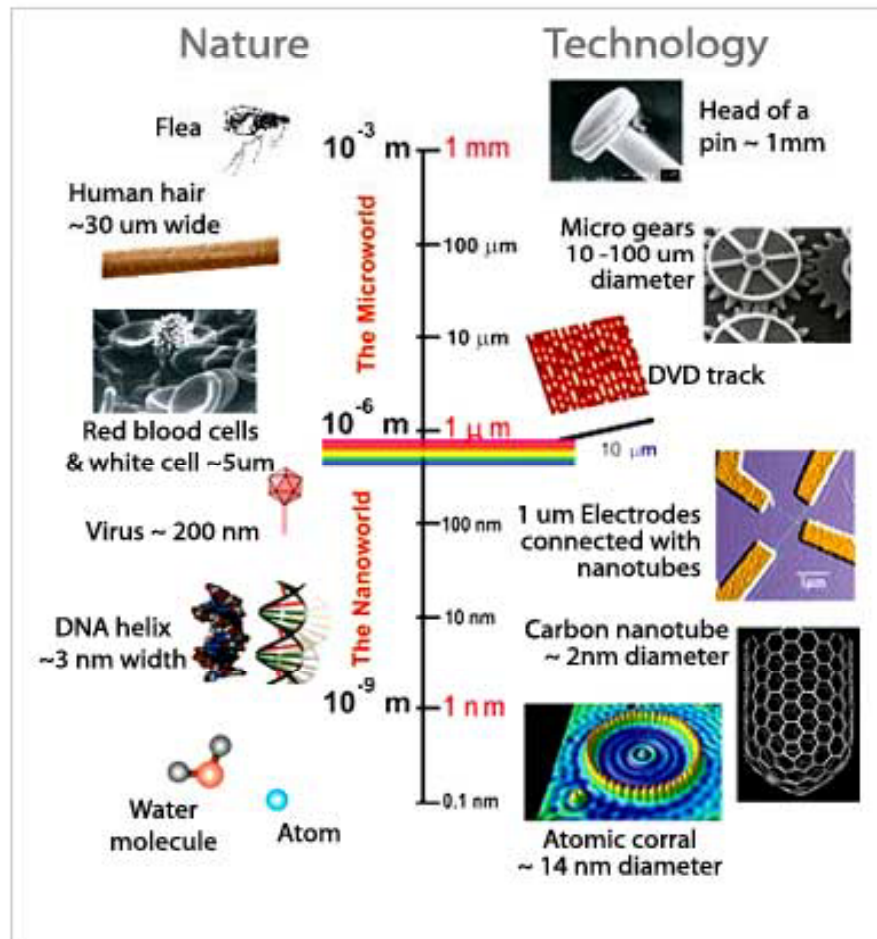 Nature
Technology
Flea
10⁻³ m 1 mm
Head of a
pin ~ 1mm
Human hair
~30 um wide
The Microworld
100 μm
Micro gears
10 -100 um
diameter
10 μm
DVD track
10⁻⁶ m 1 μm
10 μm
Red blood cells
& white cell ~5um
Virus ~ 200 nm
The Nanoworld
100 nm
1 um Electrodes
connected with
nanotubes
1μm
DNA helix
~3 nm width
10 nm
Carbon nanotube
~ 2nm diameter
10⁻⁹ m 1 nm
Water
molecule
Atom
0.1 nm
Atomic corral
~ 14 nm diameter